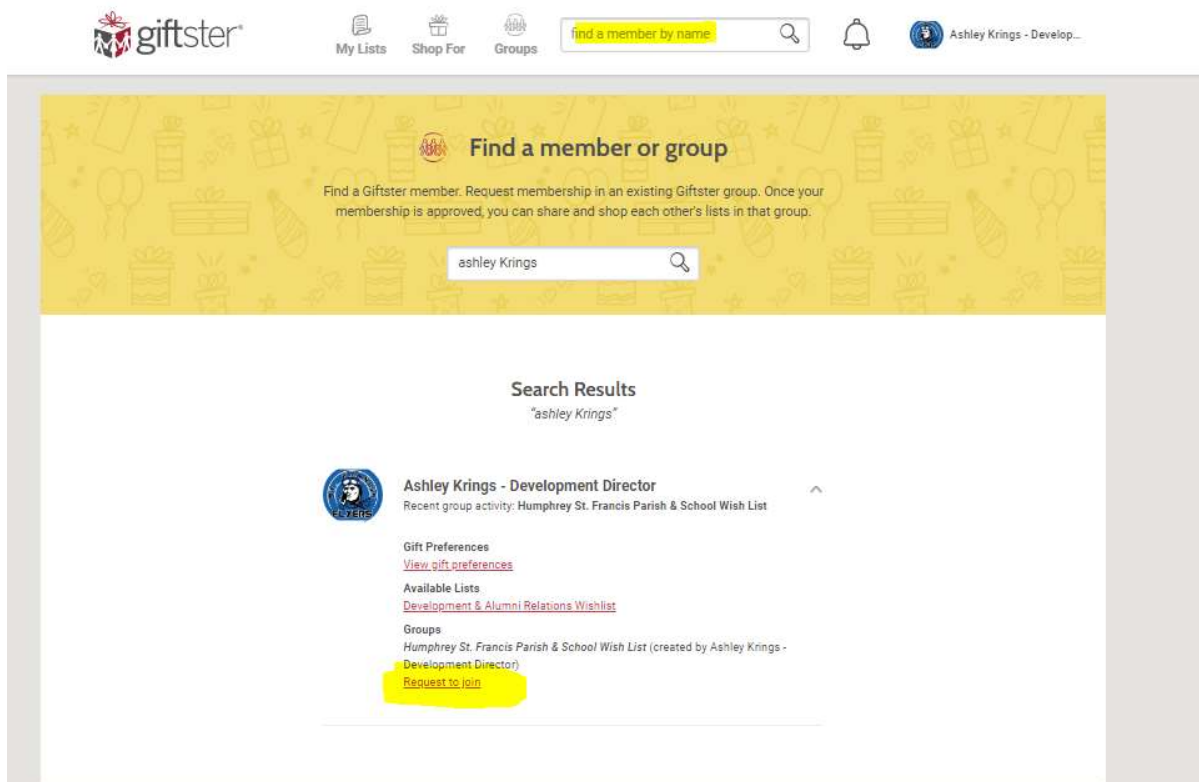 giftster®
My Lists
Shop For
Groups
find a member by name
Ashley Krings - Develop...
Find a member or group
Find a Giftster member. Request membership in an existing Giftster group. Once your
membership is approved, you can share and shop each other's lists in that group.
ashley Krings
Search Results
"ashley Krings"
FLYERS
Ashley Krings - Development Director
Recent group activity: Humphrey St. Francis Parish & School Wish List
Gift Preferences
View gift preferences
Available Lists
Development & Alumni Relations Wishlist
Groups
Humphrey St. Francis Parish & School Wish List (created by Ashley Krings -
Development Director)
Request to join